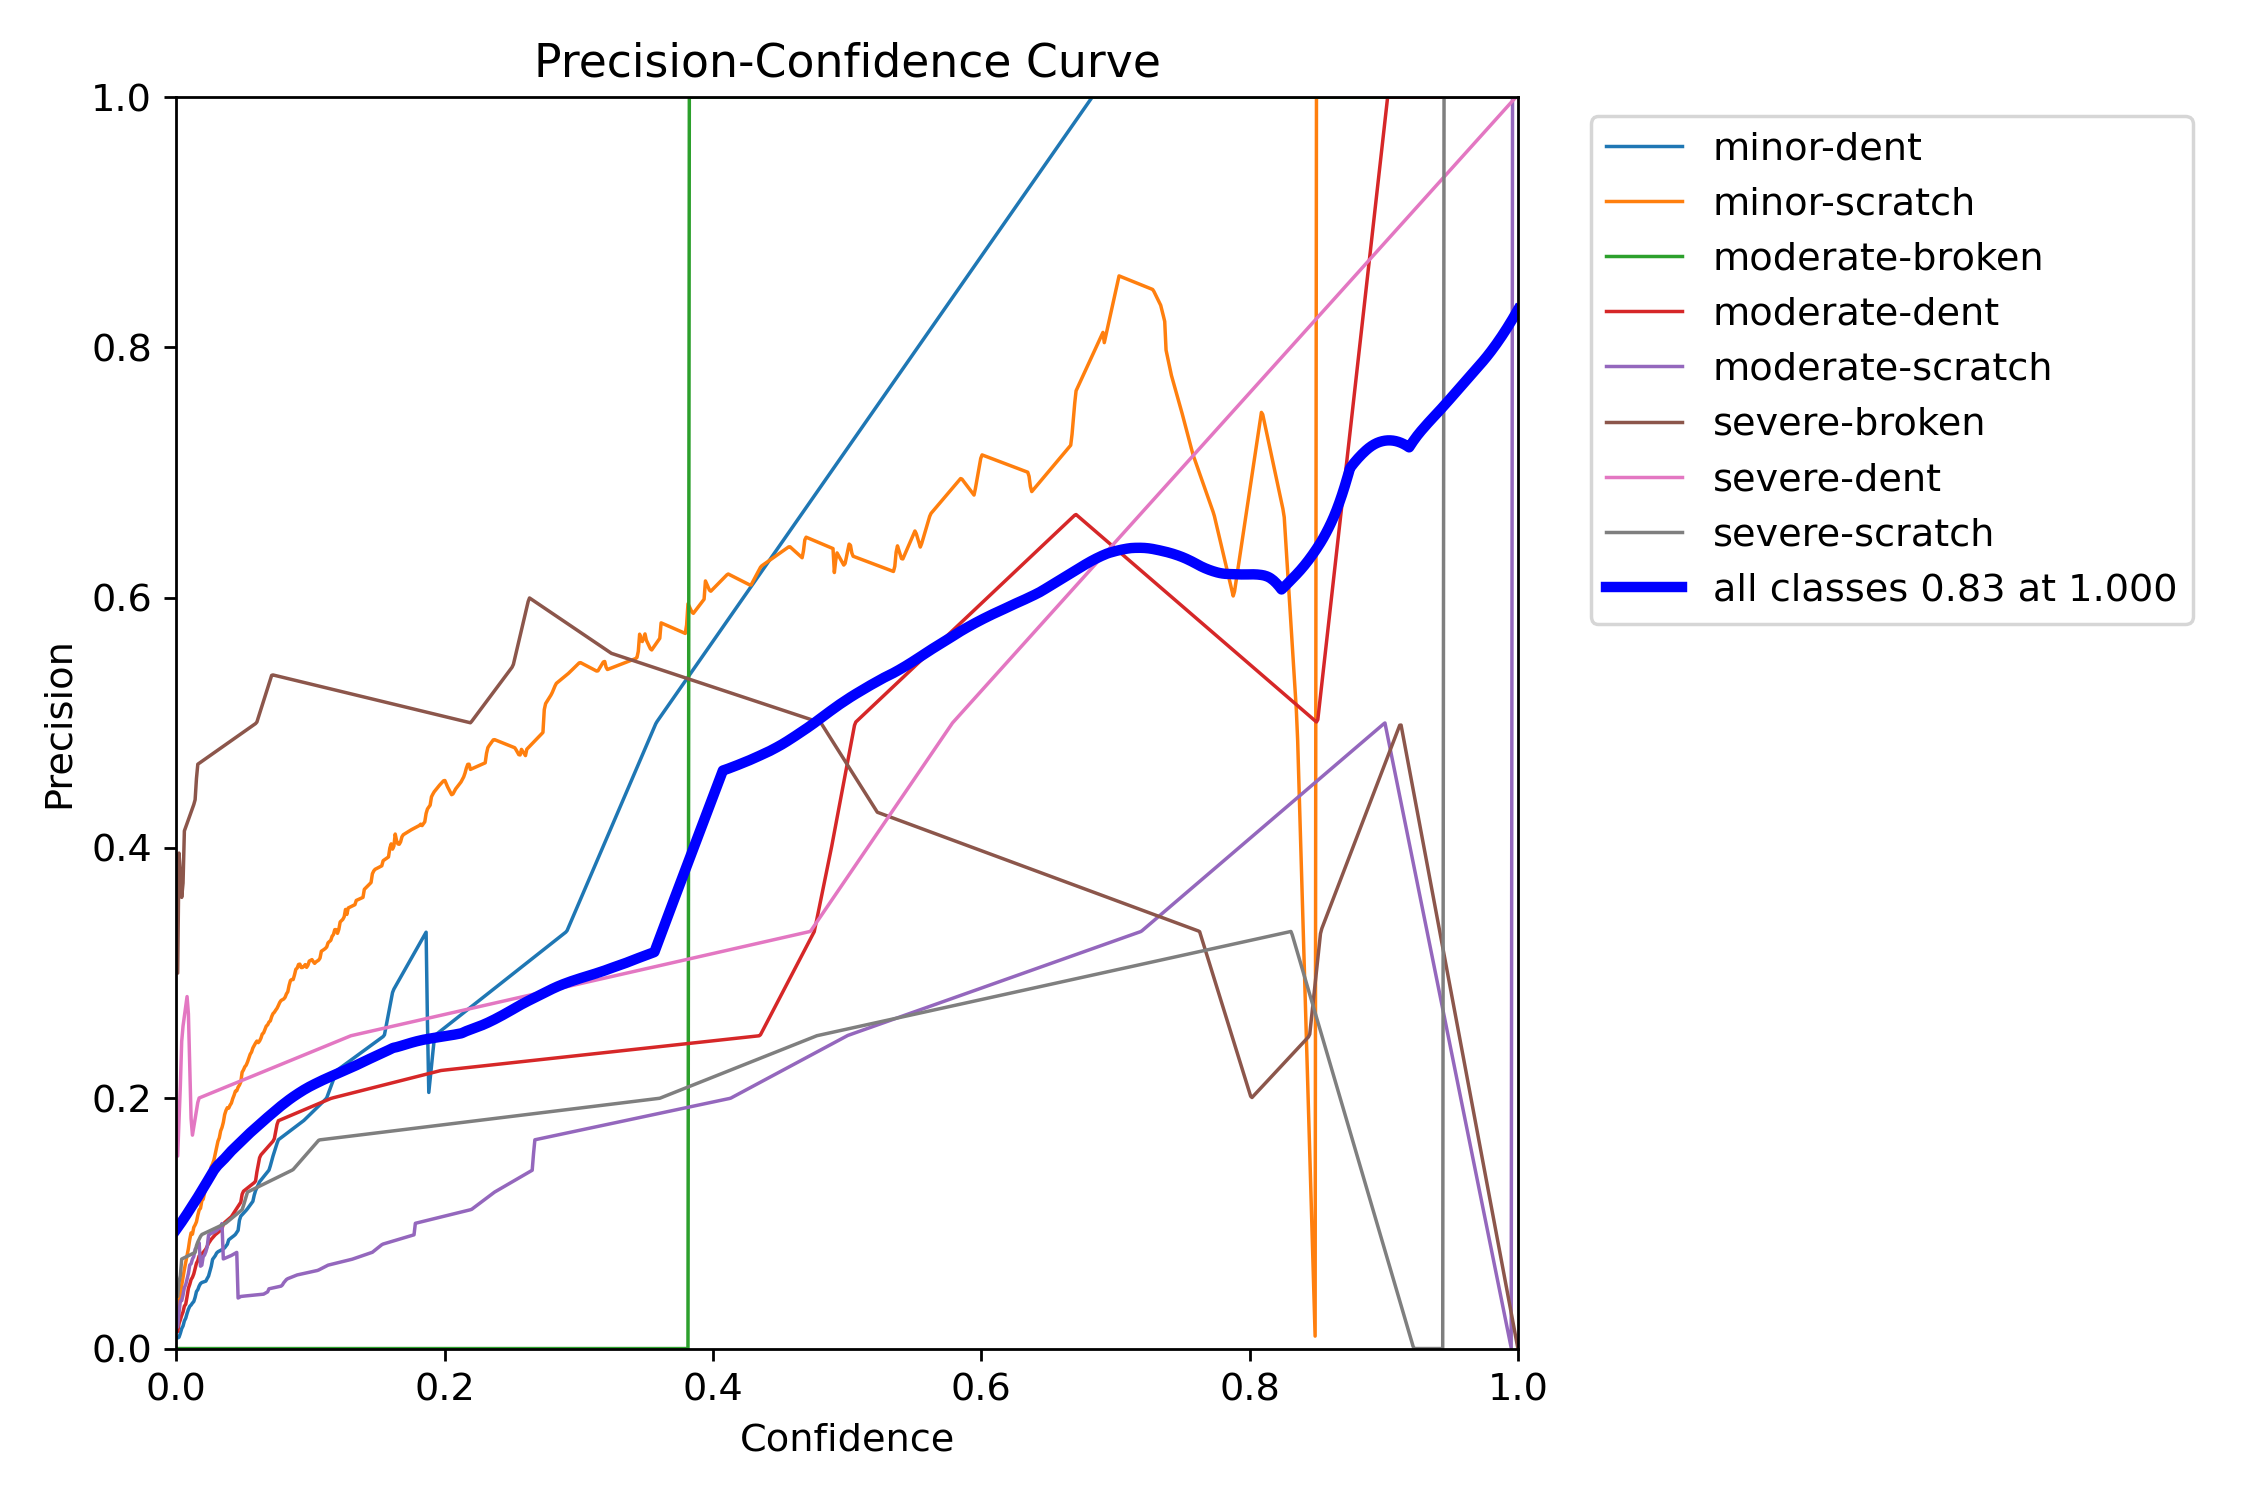 Precision-Confidence Curve
1.0
0.8
0.6
0.4
0.2
0.0
Precision
0.0 0.2 0.4 0.6 0.8 1.0
Confidence
minor-dent
minor-scratch
moderate-broken
moderate-dent
moderate-scratch
severe-broken
severe-dent
severe-scratch
all classes 0.83 at 1.000